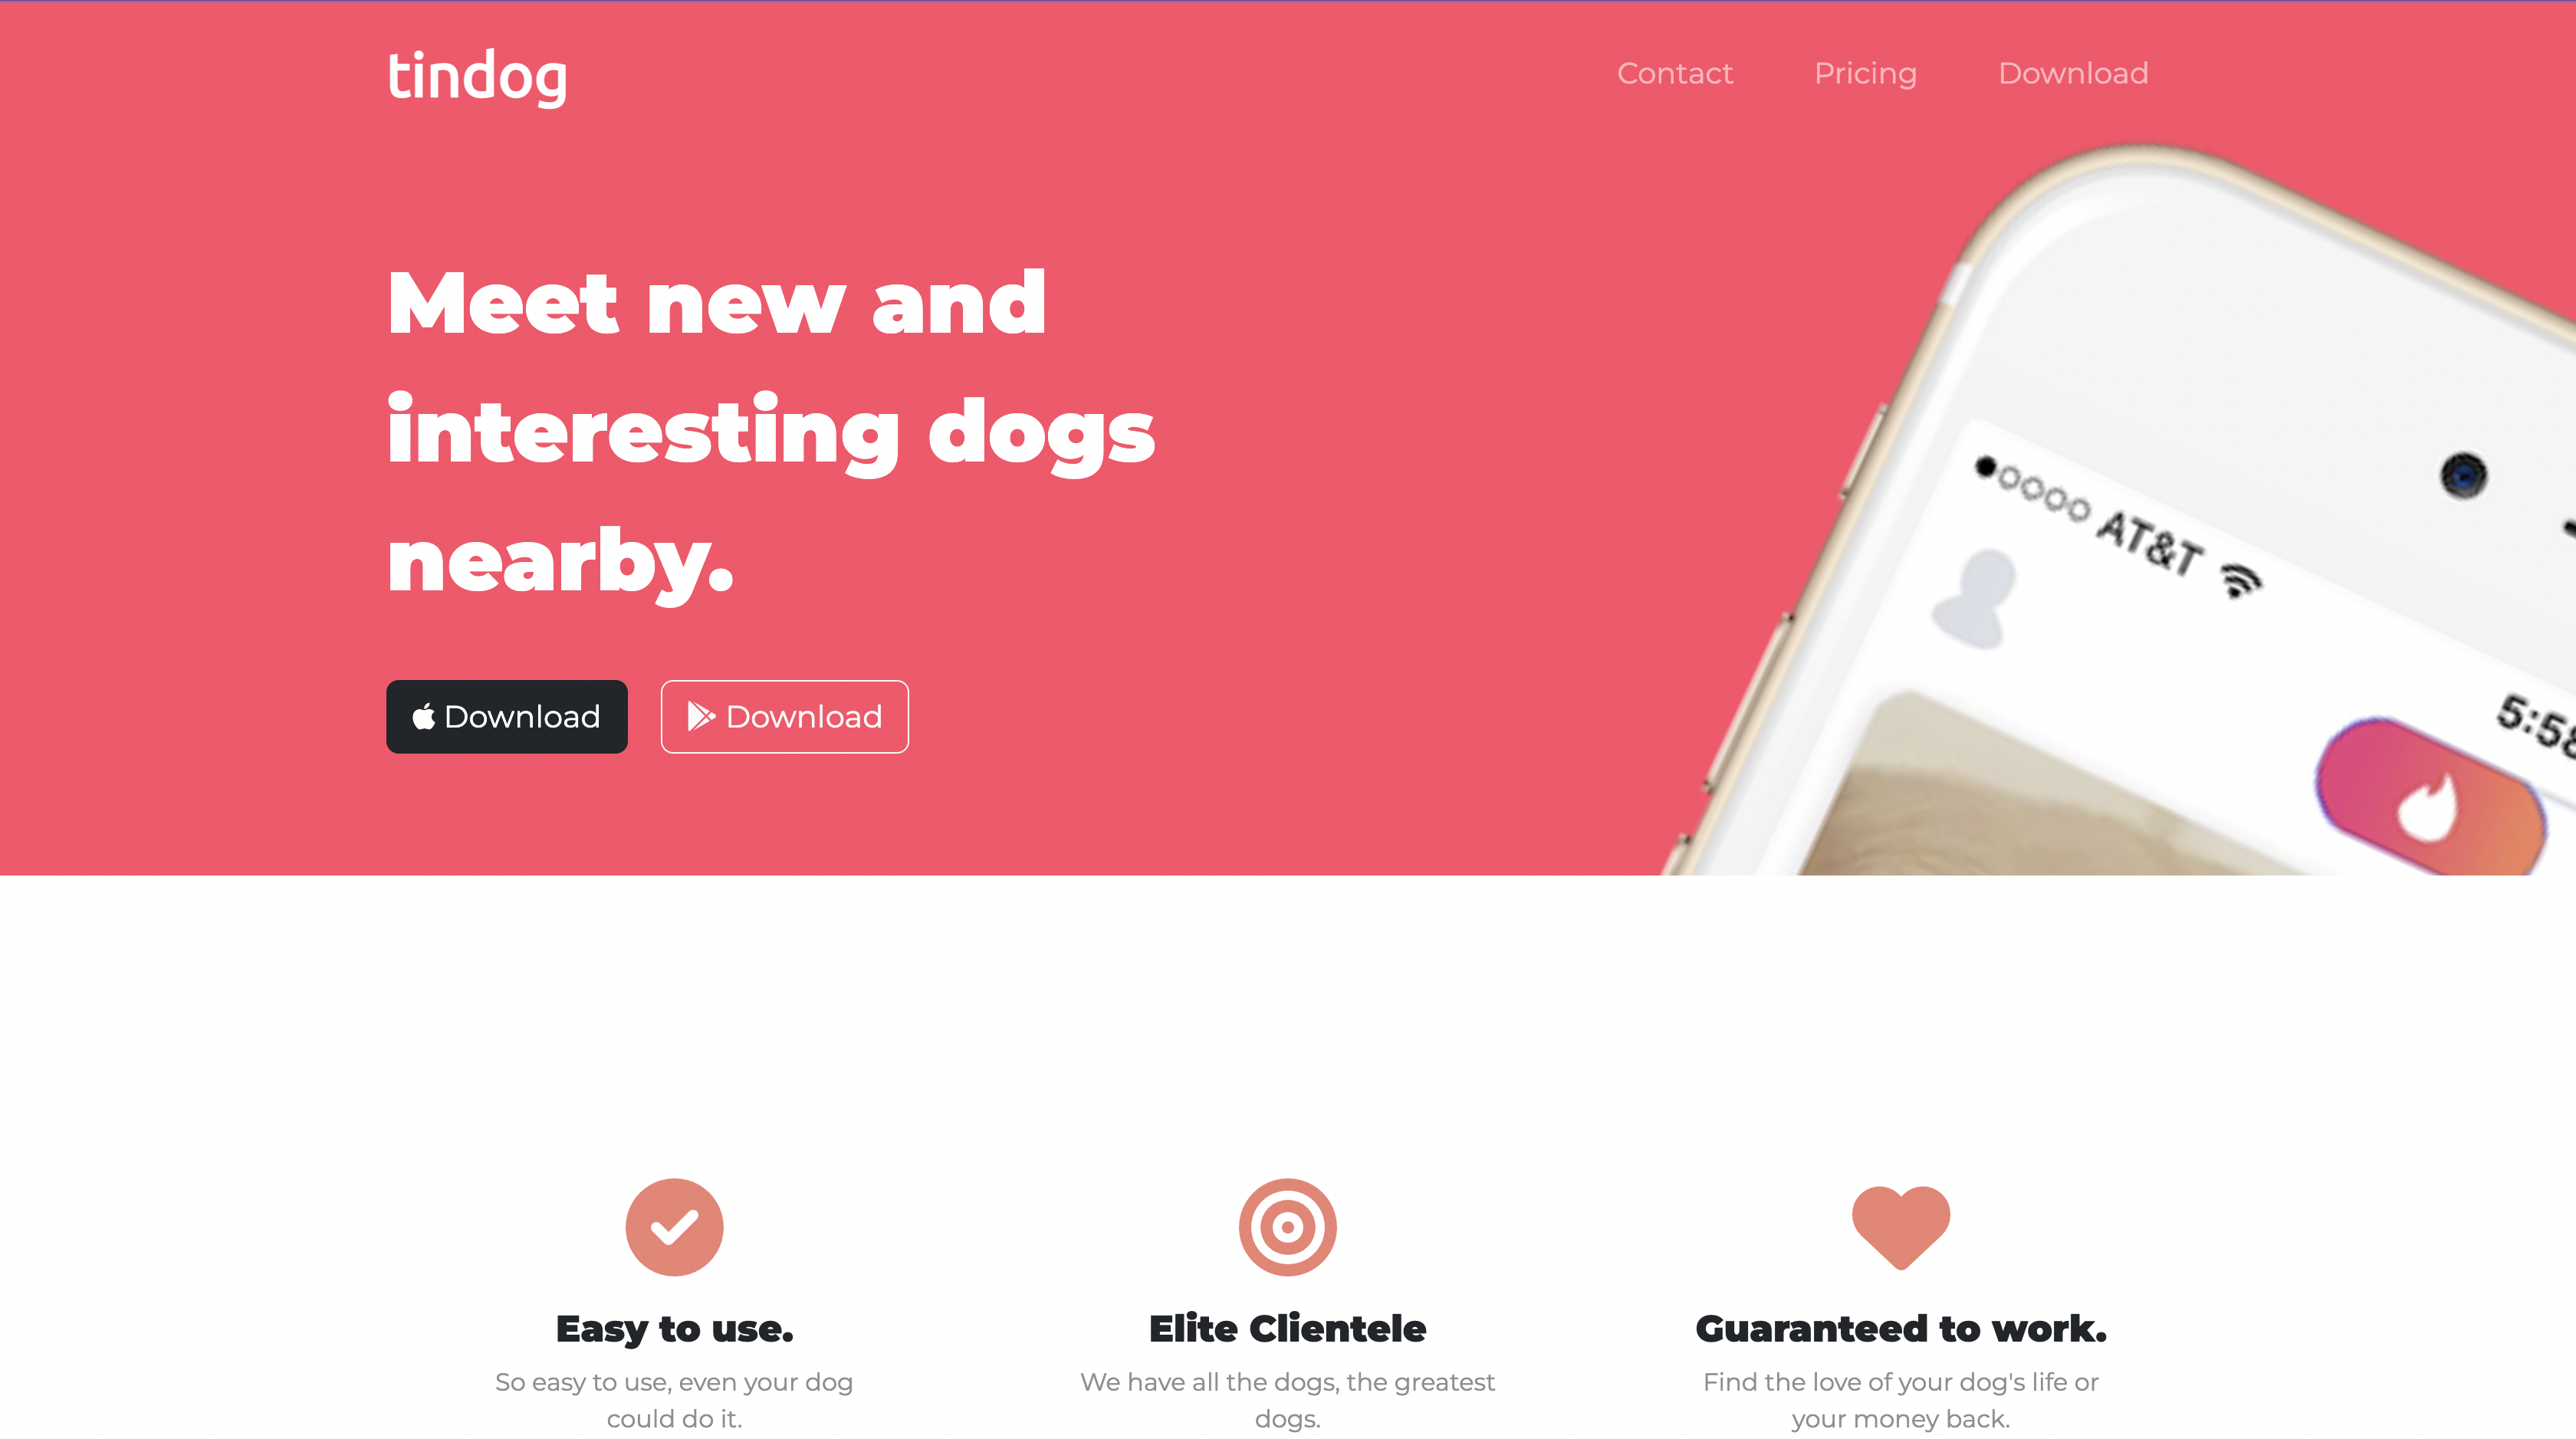 tindog
Contact
Pricing
Download
Meet new and
interesting dogs
nearby.
Download
Download
AT&T
5:58
Easy to use.
So easy to use, even your dog
could do it.
Elite Clientele
We have all the dogs, the greatest
dogs.
Guaranteed to work.
Find the love of your dog's life or
your money back.